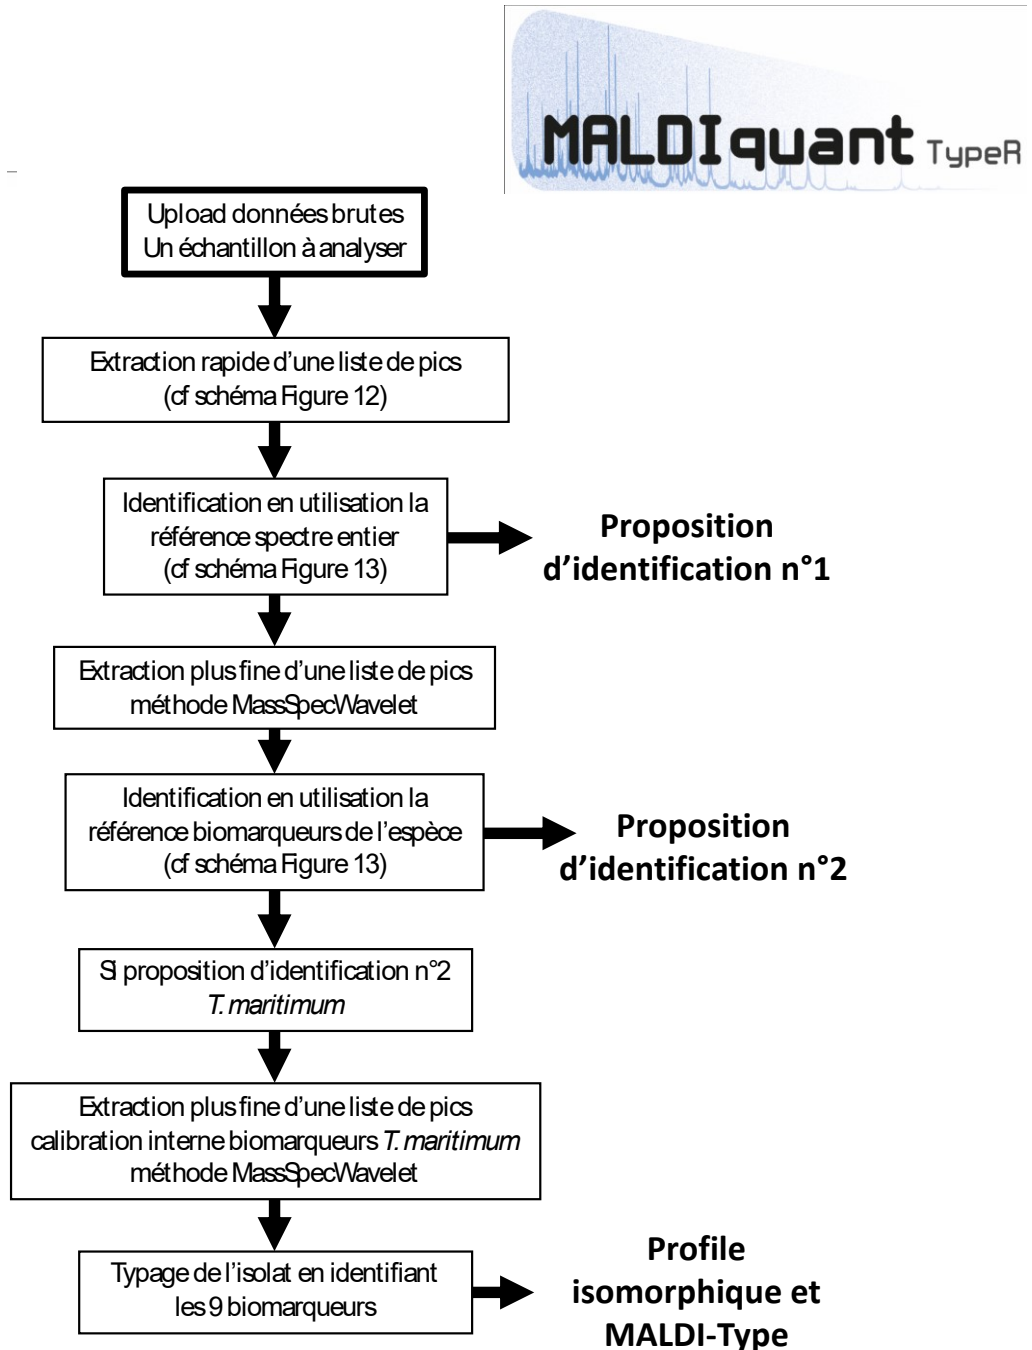 MALDIquant TypeR
Upload données brutes
Un échantillon à analyser
Extraction rapide d'une liste de pics
(cf schéma Figure 12)
Identification en utilisation la
référence spectre entier
(cf schéma Figure 13)
Proposition
d'identification n°1
Extraction plus fine d'une liste de pics
méthode MassSpecWavelet
Identification en utilisation la
référence biomarqueurs de l'espèce
(cf schéma Figure 13)
Proposition
d'identification n°2
Si proposition d'identification n°2
T. maritimum
Extraction plus fine d'une liste de pics
calibration interne biomarqueurs T. maritimum
méthode MassSpecWavelet
Typage de l'isolat en identifiant
les 9 biomarqueurs
Profile
isomorphique et
MALDI-Type